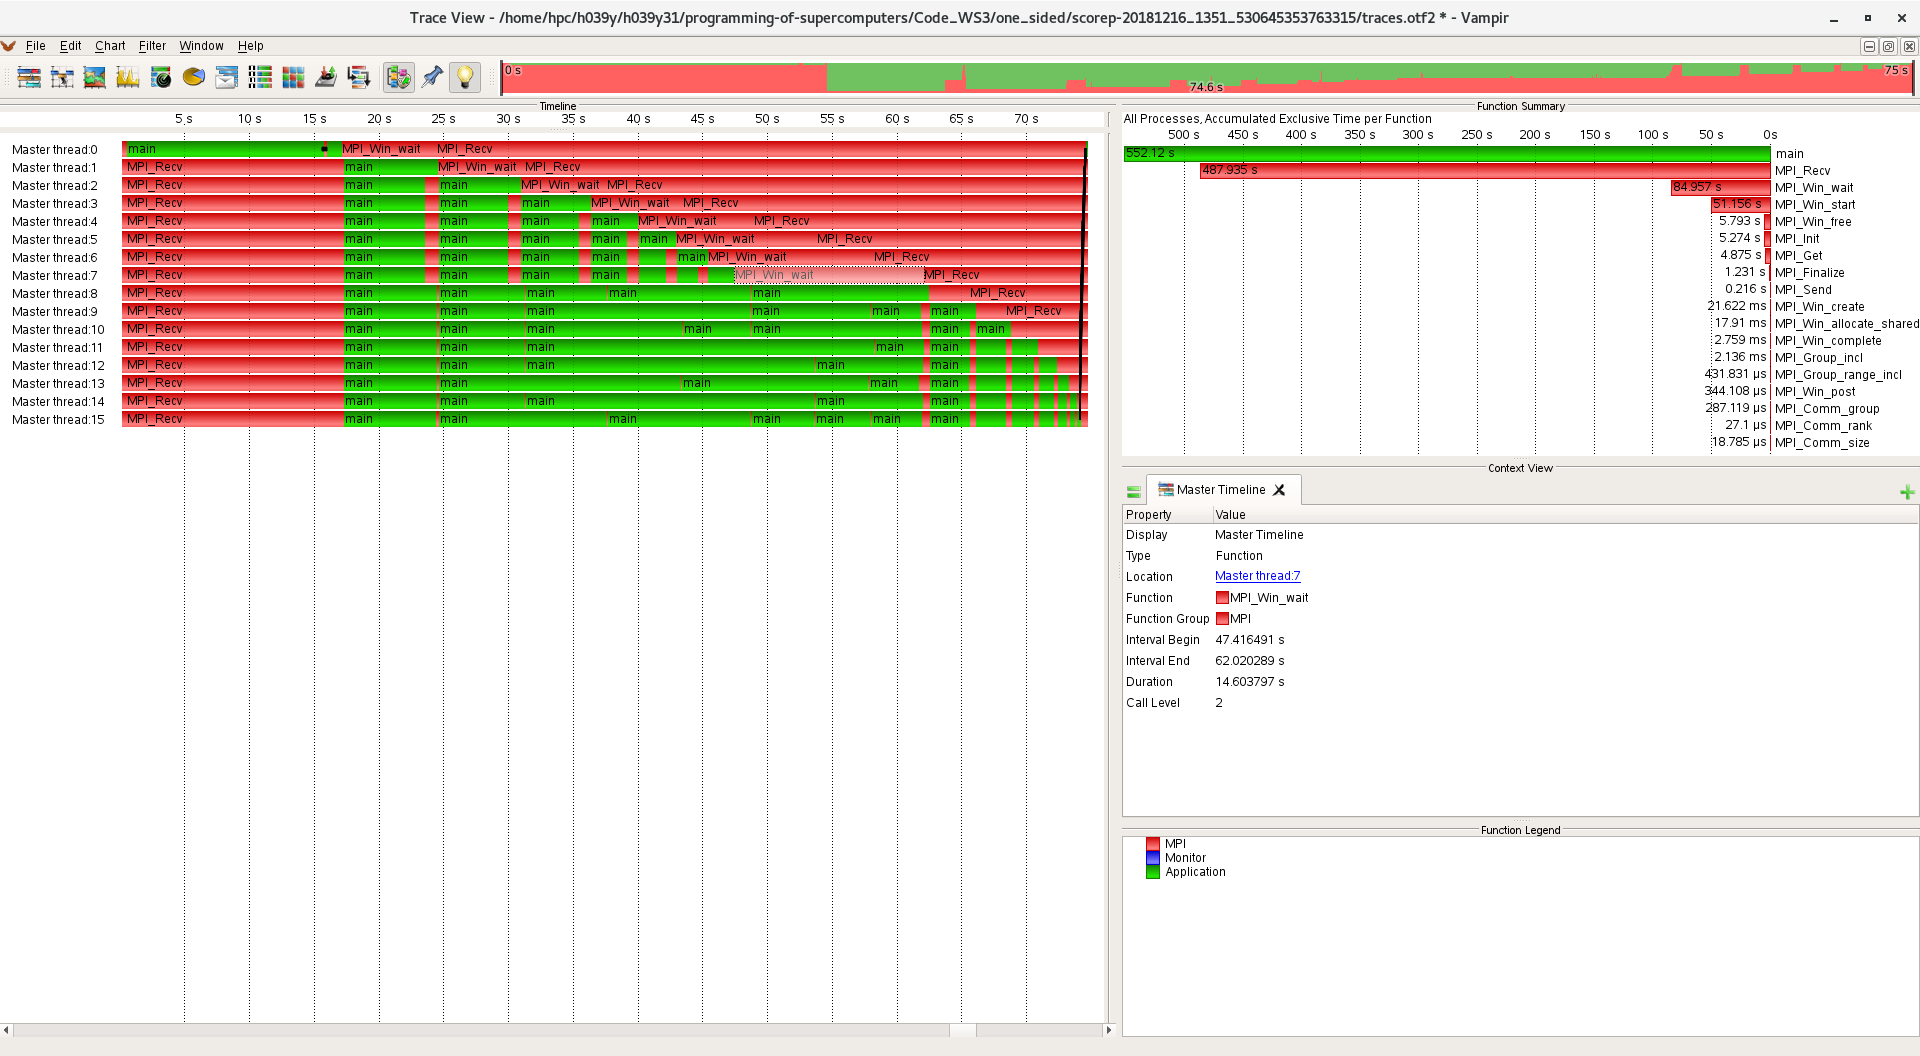 Trace View - /home/hpc/h039y/h039y31/programming-of-supercomputers/Code_WS3/one_sided/scorep-20181216_1351_530645353763315/traces.otf2 * - Vampir
File Edit Chart Filter Window Help
0 s 74.6 s 75 s
Timeline
5 s 10 s 15 s 20 s 25 s 30 s 35 s 40 s 45 s 50 s 55 s 60 s 65 s 70 s
Master thread:0 main MPI_Win_wait MPI_Recv
Master thread:1 MPI_Recv main MPI_Win_wait MPI_Recv
Master thread:2 MPI_Recv main main MPI_Win_wait MPI_Recv
Master thread:3 MPI_Recv main main main MPI_Win_wait MPI_Recv
Master thread:4 MPI_Recv main main main main MPI_Win_wait MPI_Recv
Master thread:5 MPI_Recv main main main main main MPI_Win_wait MPI_Recv
Master thread:6 MPI_Recv main main main main main MPI_Win_wait MPI_Recv
Master thread:7 MPI_Recv main main main main MPI_Win_wait MPI_Recv
Master thread:8 MPI_Recv main main main main main MPI_Recv
Master thread:9 MPI_Recv main main main main main main MPI_Recv
Master thread:10 MPI_Recv main main main main main main main
Master thread:11 MPI_Recv main main main main main
Master thread:12 MPI_Recv main main main main main
Master thread:13 MPI_Recv main main main main main
Master thread:14 MPI_Recv main main main main main
Master thread:15 MPI_Recv main main main main main main main
Function Summary
All Processes, Accumulated Exclusive Time per Function
500 s 450 s 400 s 350 s 300 s 250 s 200 s 150 s 100 s 50 s 0s
552.12 s main
487.935 s MPI_Recv
84.957 s MPI_Win_wait
51.156 s MPI_Win_start
5.793 s MPI_Win_free
5.274 s MPI_Init
4.875 s MPI_Get
1.231 s MPI_Finalize
0.216 s MPI_Send
21.622 ms MPI_Win_create
17.91 ms MPI_Win_allocate_shared
2.759 ms MPI_Win_complete
2.136 ms MPI_Group_incl
431.831 µs MPI_Group_range_incl
344.108 µs MPI_Win_post
287.119 µs MPI_Comm_group
27.1 µs MPI_Comm_rank
18.785 µs MPI_Comm_size
Context View
Master Timeline
Property Value
Display Master Timeline
Type Function
Location Master thread:7
Function MPI_Win_wait
Function Group MPI
Interval Begin 47.416491 s
Interval End 62.020289 s
Duration 14.603797 s
Call Level 2
Function Legend
MPI
Monitor
Application